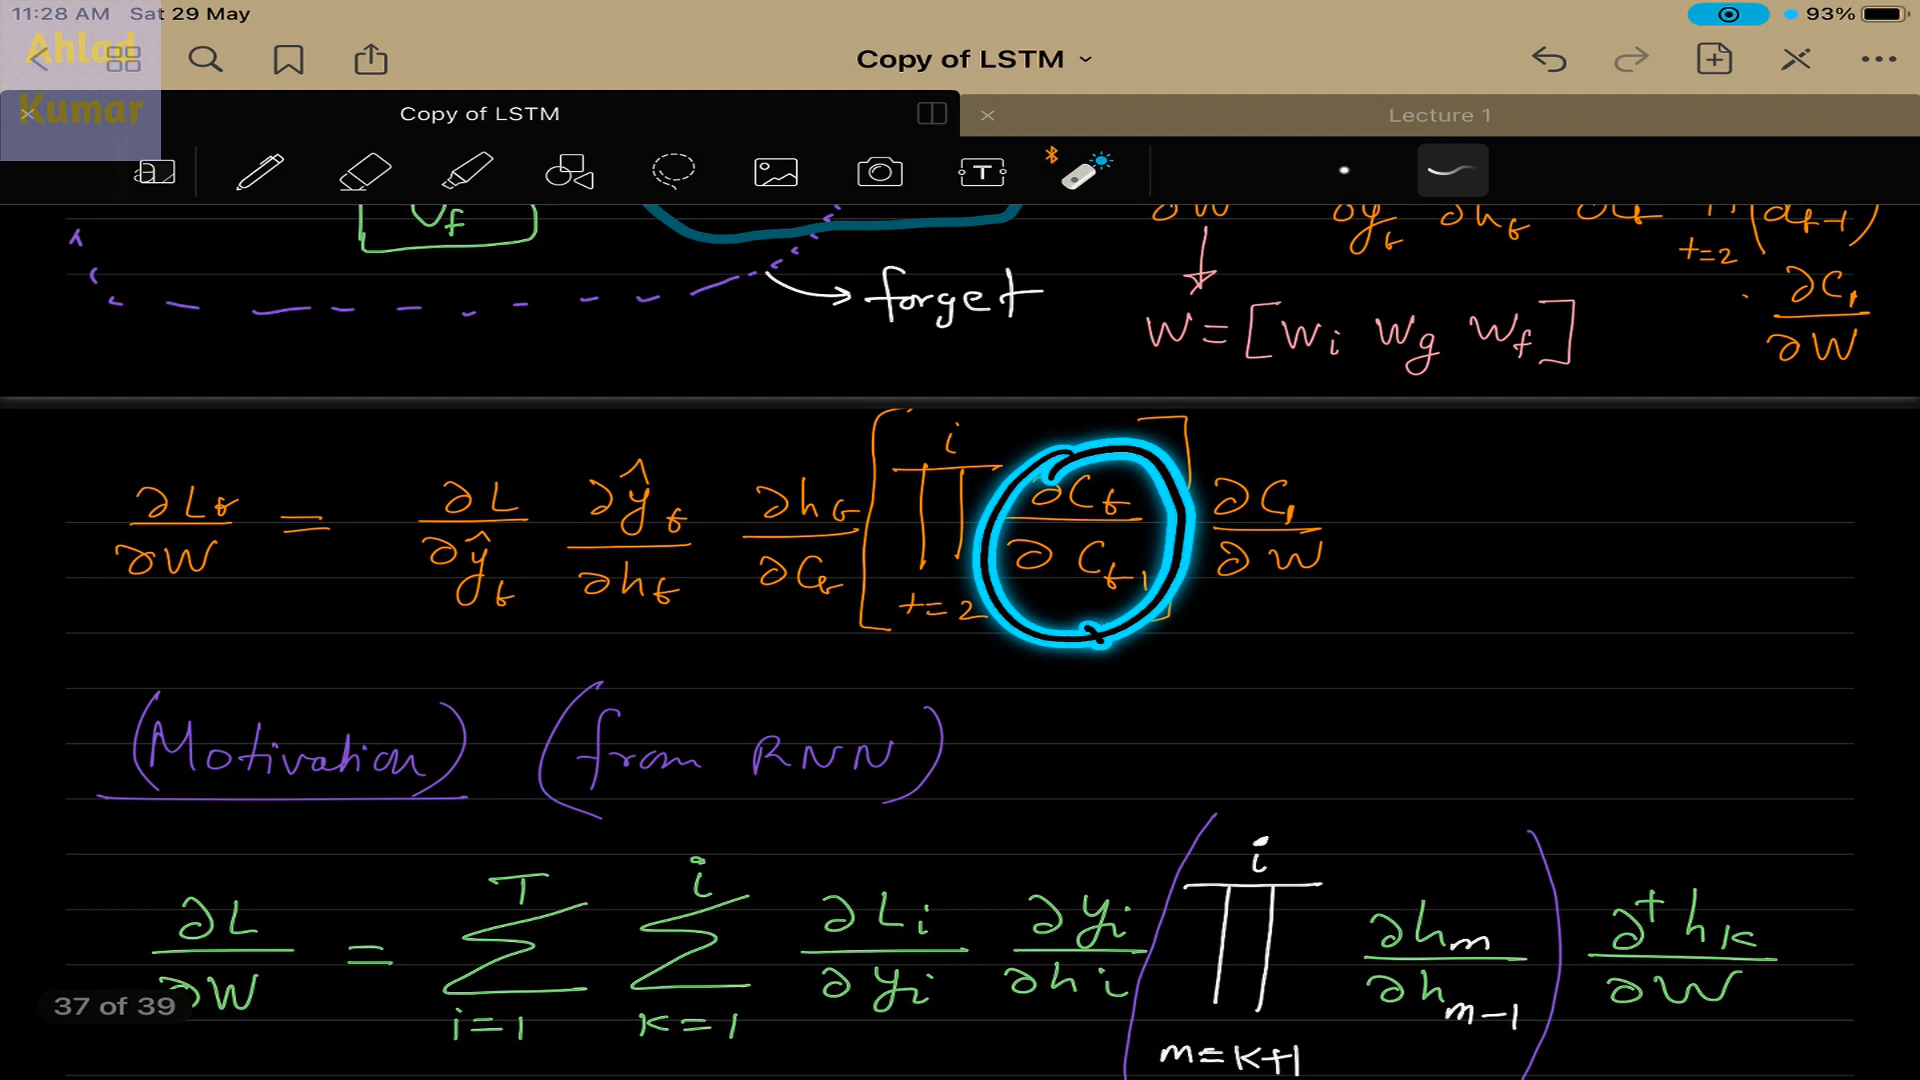 11:28 AM Sat 29 May
93%
Ahlad
Kumar
Copy of LSTM
Copy of LSTM
Lecture 1
T
forget
t=2
W = [Wi Wg Wf]
∂C₁
∂W
∂Lₜ/∂W = ∂L/∂ŷₜ ∂ŷₜ/∂hₜ ∂hₜ/∂Cₜ [ ∏ᵢ t=2 ∂Cₜ/∂Cₜ₋₁ ] ∂C₁/∂W
(Motivation) (from RNN)
∂L/∂W = T Σ i=1 i Σ k=1 ∂Li/∂yi ∂yi/∂hi ( i ∏ m=k+1 ∂hm/∂hm-1 ) ∂⁺hk/∂W
37 of 39